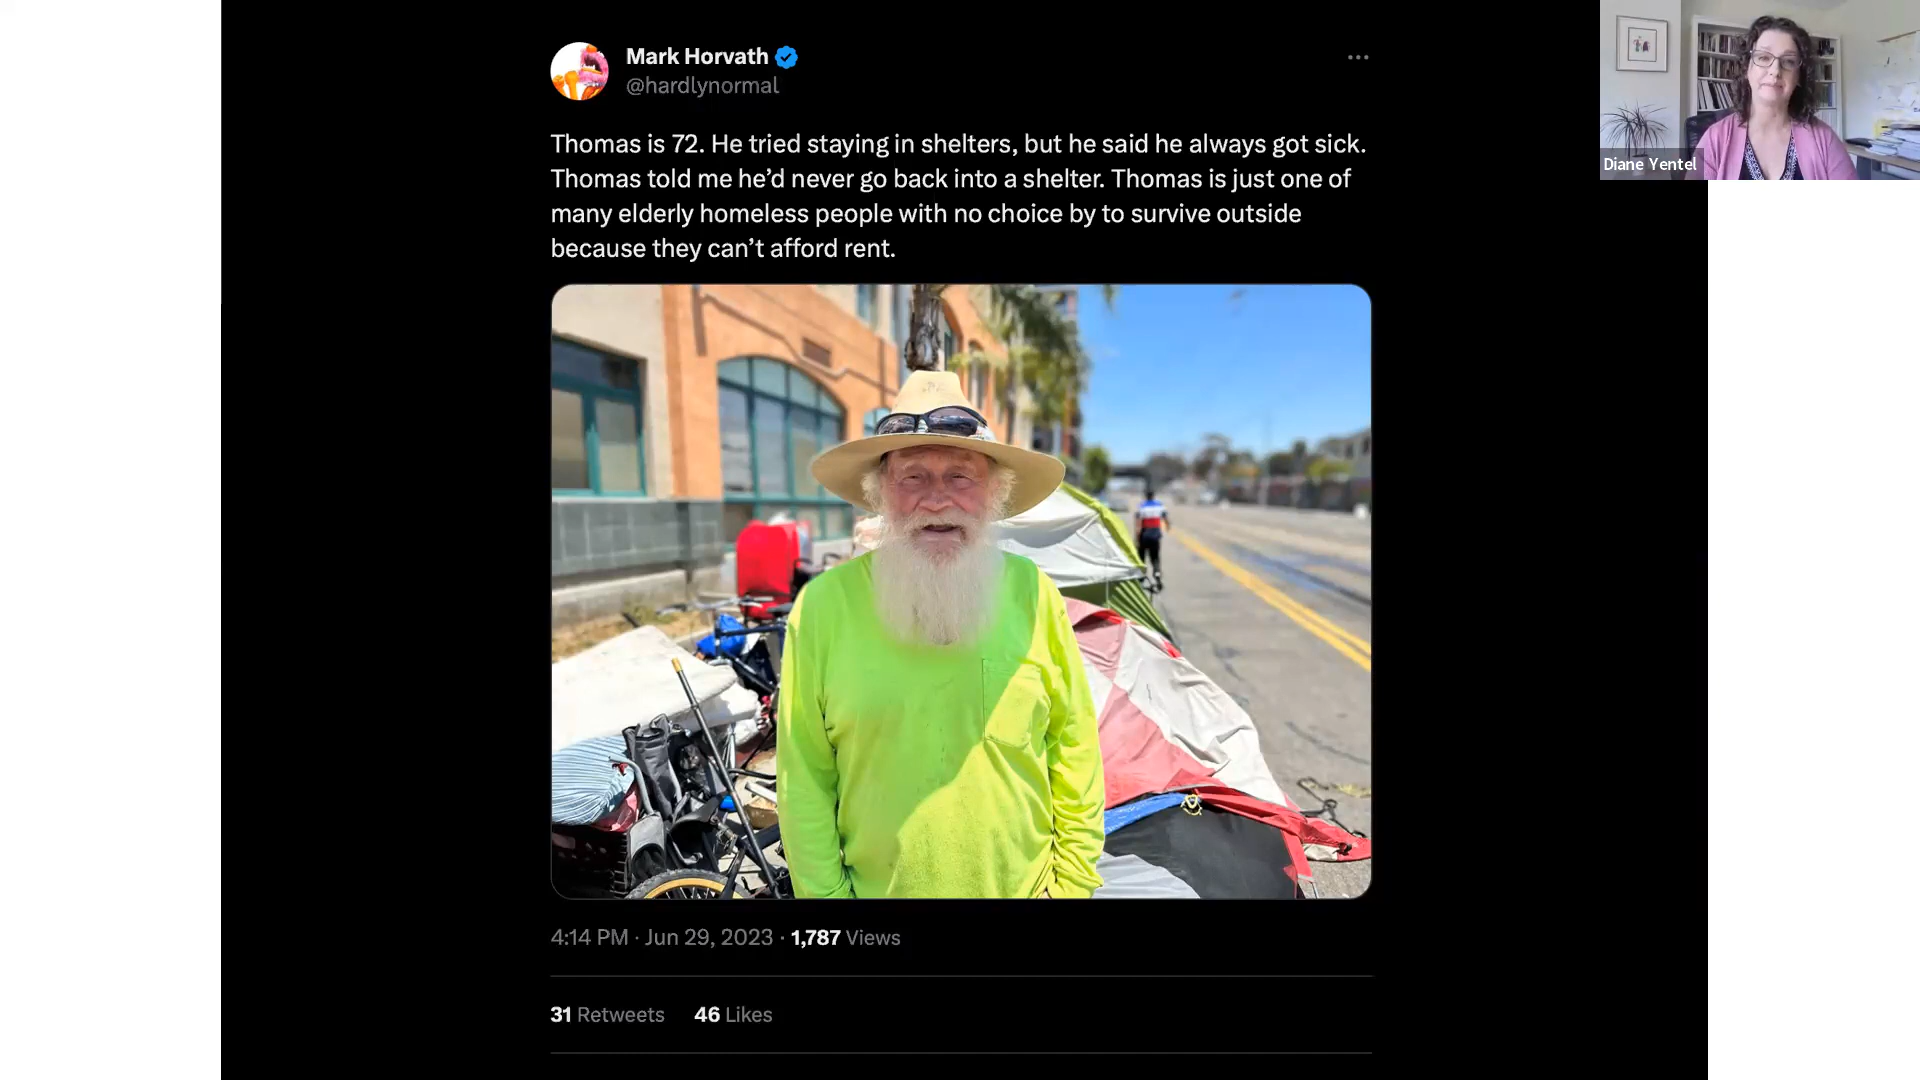 Mark Horvath
@hardlynormal
Thomas is 72. He tried staying in shelters, but he said he always got sick.
Thomas told me he’d never go back into a shelter. Thomas is just one of
many elderly homeless people with no choice by to survive outside
because they can’t afford rent.
4:14 PM · Jun 29, 2023 · 1,787 Views
31 Retweets 46 Likes
Diane Yentel